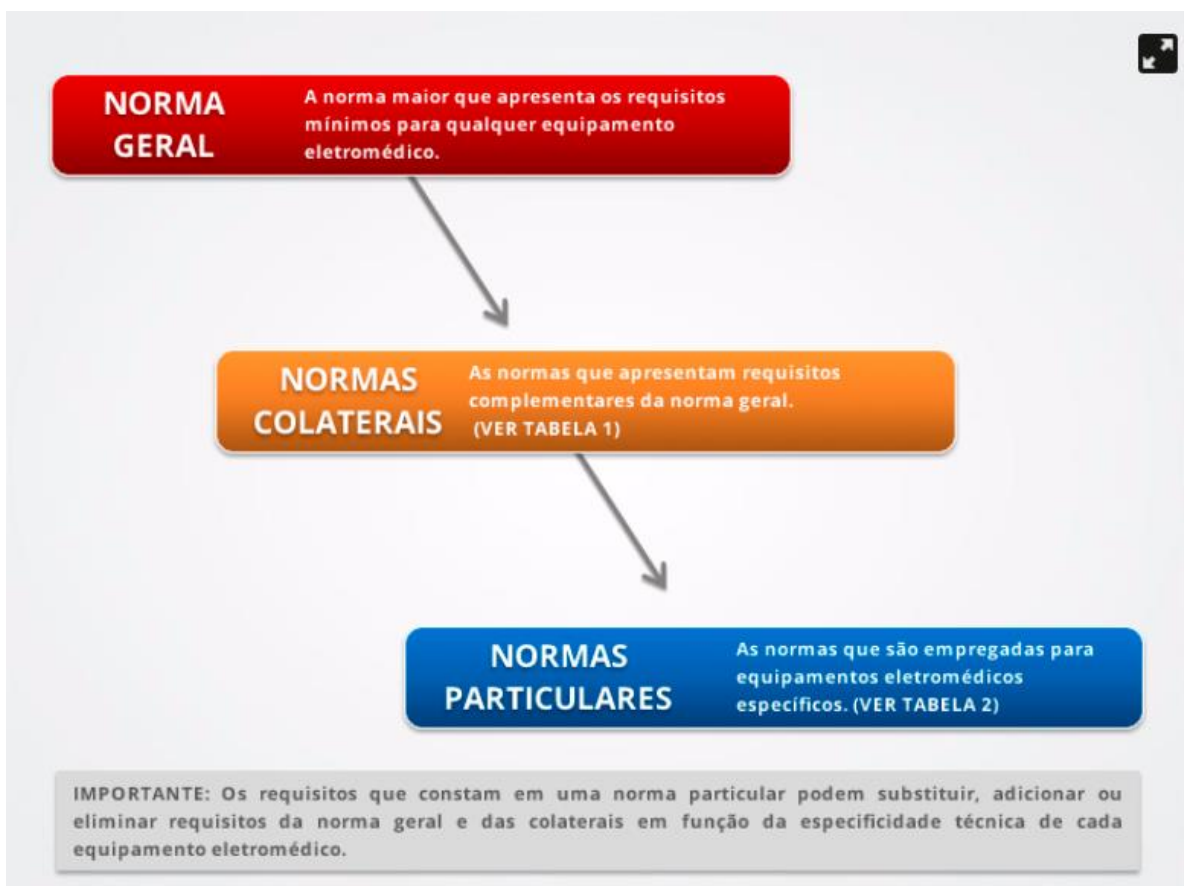 NORMA
GERAL
A norma maior que apresenta os requisitos
mínimos para qualquer equipamento
eletromédico.
NORMAS
COLATERAIS
As normas que apresentam requisitos
complementares da norma geral.
(VER TABELA 1)
NORMAS
PARTICULARES
As normas que são empregadas para
equipamentos eletromédicos
específicos. (VER TABELA 2)
IMPORTANTE: Os requisitos que constam em uma norma particular podem substituir, adicionar ou
eliminar requisitos da norma geral e das colaterais em função da especificidade técnica de cada
equipamento eletromédico.